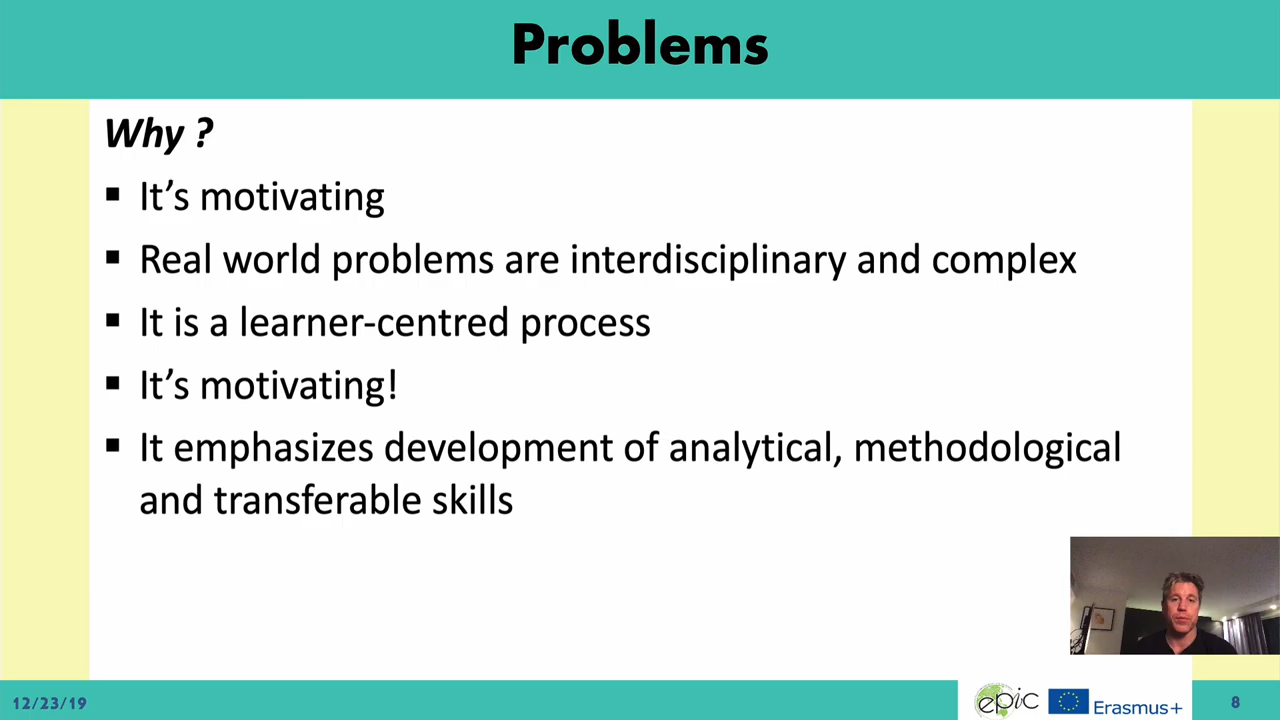 Problems
Why ?
▪ It’s motivating
▪ Real world problems are interdisciplinary and complex
▪ It is a learner-centred process
▪ It’s motivating!
▪ It emphasizes development of analytical, methodological
and transferable skills
12/23/19
epic
Erasmus+
8